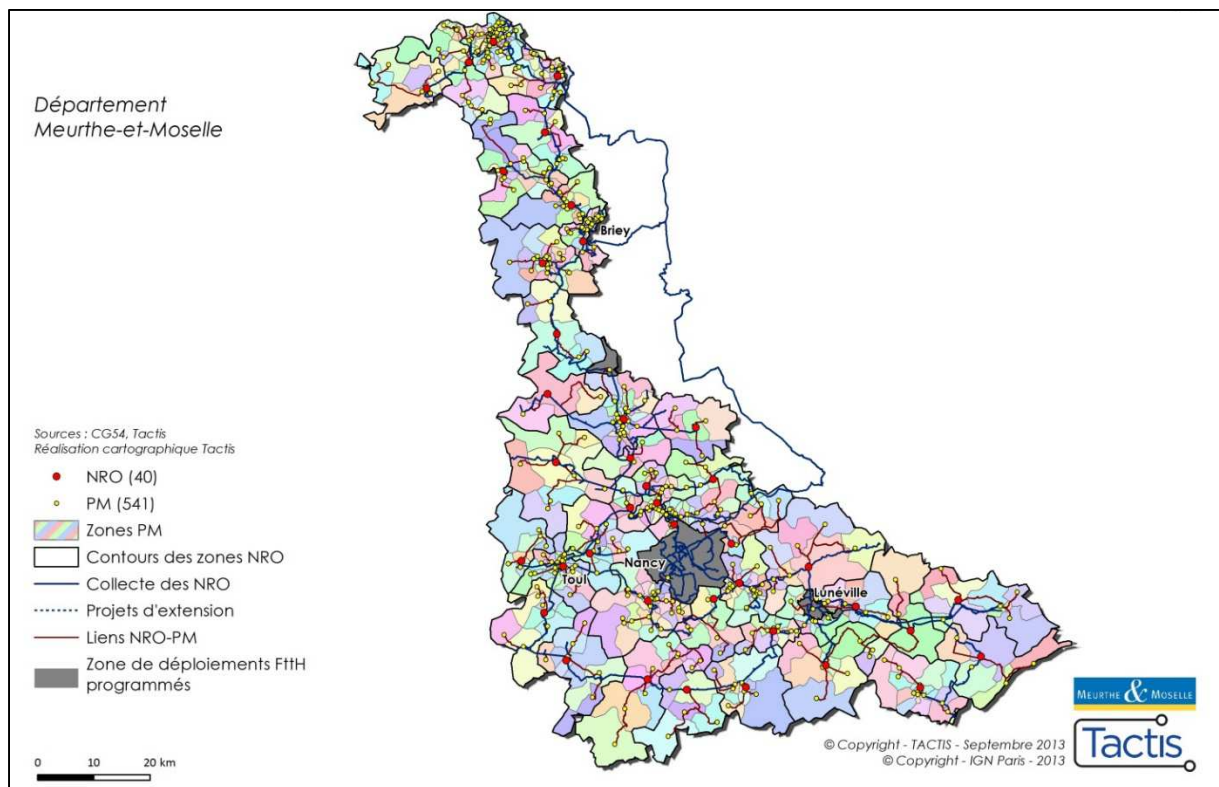 Département
Meurthe-et-Moselle
Briey
Sources : CG54, Tactis
Réalisation cartographique Tactis
NRO (40)
PM (541)
Zones PM
Contours des zones NRO
Collecte des NRO
Projets d'extension
Liens NRO-PM
Zone de déploiements FttH
programmés
Nancy
Toul
Lunéville
0 10 20 km
MEURTHE & MOSELLE
Tactis
© Copyright - TACTIS - Septembre 2013
© Copyright - IGN Paris - 2013